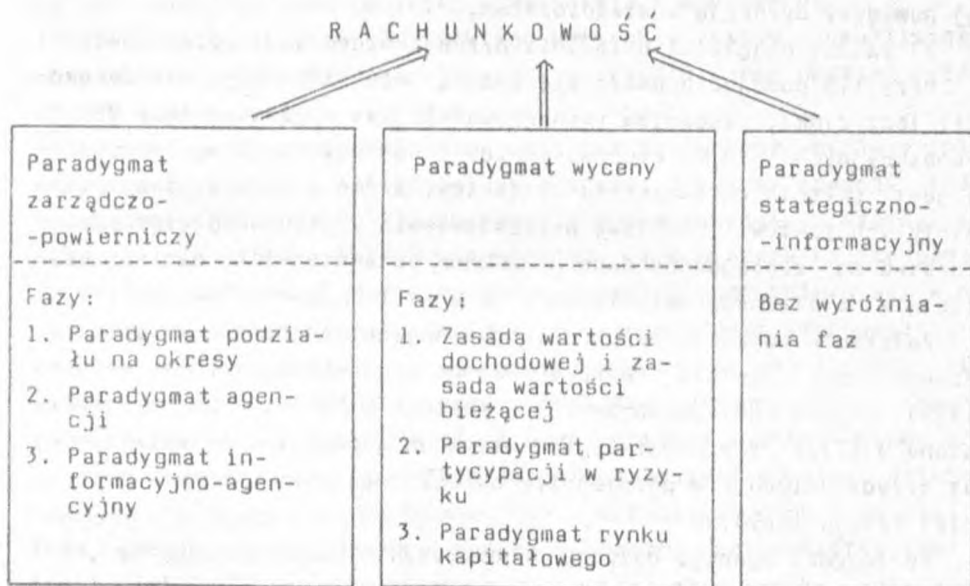 RACHUNKOWOŚĆ
Paradygmat
zarządczo-
-powierniczy
Fazy:
1. Paradygmat podzia-
łu na okresy
2. Paradygmat agen-
cji
3. Paradygmat in-
formacyjno-agen-
cyjny
Paradygmat wyceny
Fazy:
1. Zasada wartości
dochodowej i za-
sada wartości
bieżącej
2. Paradygmat par
tycypacji w ryzy-
ku
3. Paradygmat rynku
kapitałowego
Paradygmat
stategiczno-
-informacyjny
Bez wyróżnia-
nia faz